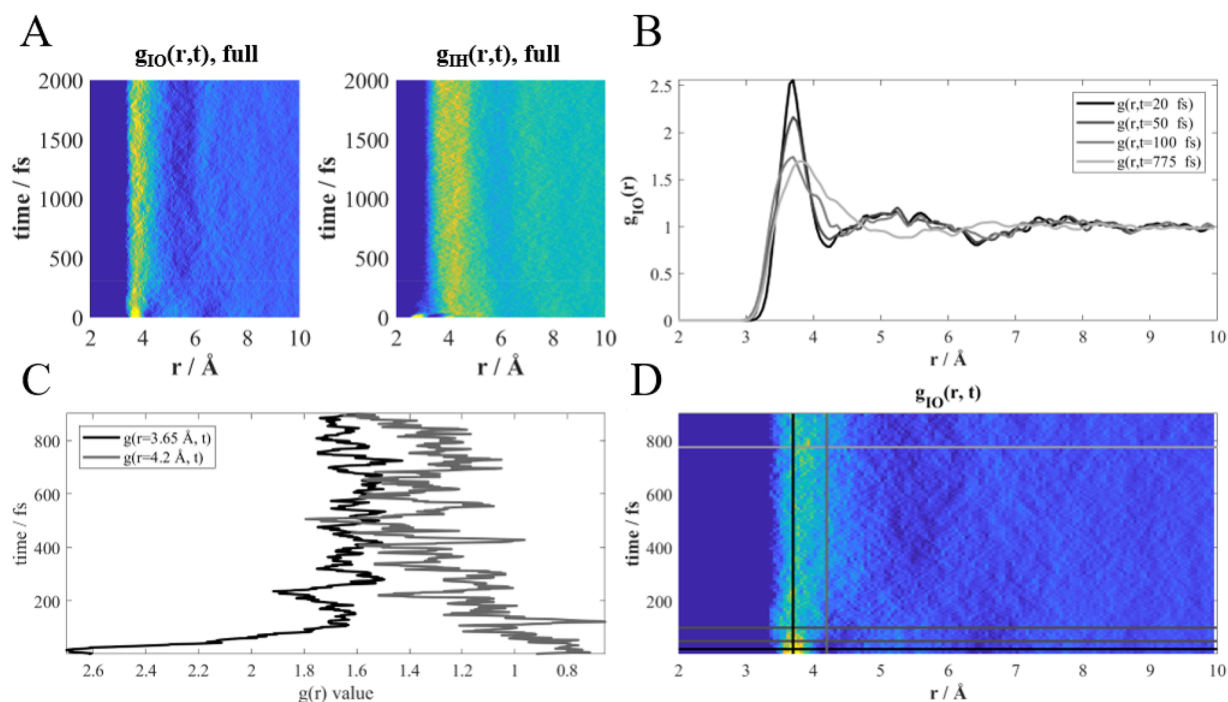 A
g_IO(r,t), full
2000
1500
1000
500
0
time / fs
2 4 6 8 10
r / Å
g_IH(r,t), full
2000
1500
1000
500
0
time / fs
2 4 6 8 10
r / Å
B
2.5
2
1.5
1
0.5
0
g_IO(r)
g(r,t=20 fs)
g(r,t=50 fs)
g(r,t=100 fs)
g(r,t=775 fs)
2 3 4 5 6 7 8 9 10
r / Å
C
800
600
400
200
time / fs
g(r=3.65 Å, t)
g(r=4.2 Å, t)
2.6 2.4 2.2 2 1.8 1.6 1.4 1.2 1 0.8
g(r) value
D
g_IO(r, t)
800
600
400
200
time / fs
2 3 4 5 6 7 8 9 10
r / Å